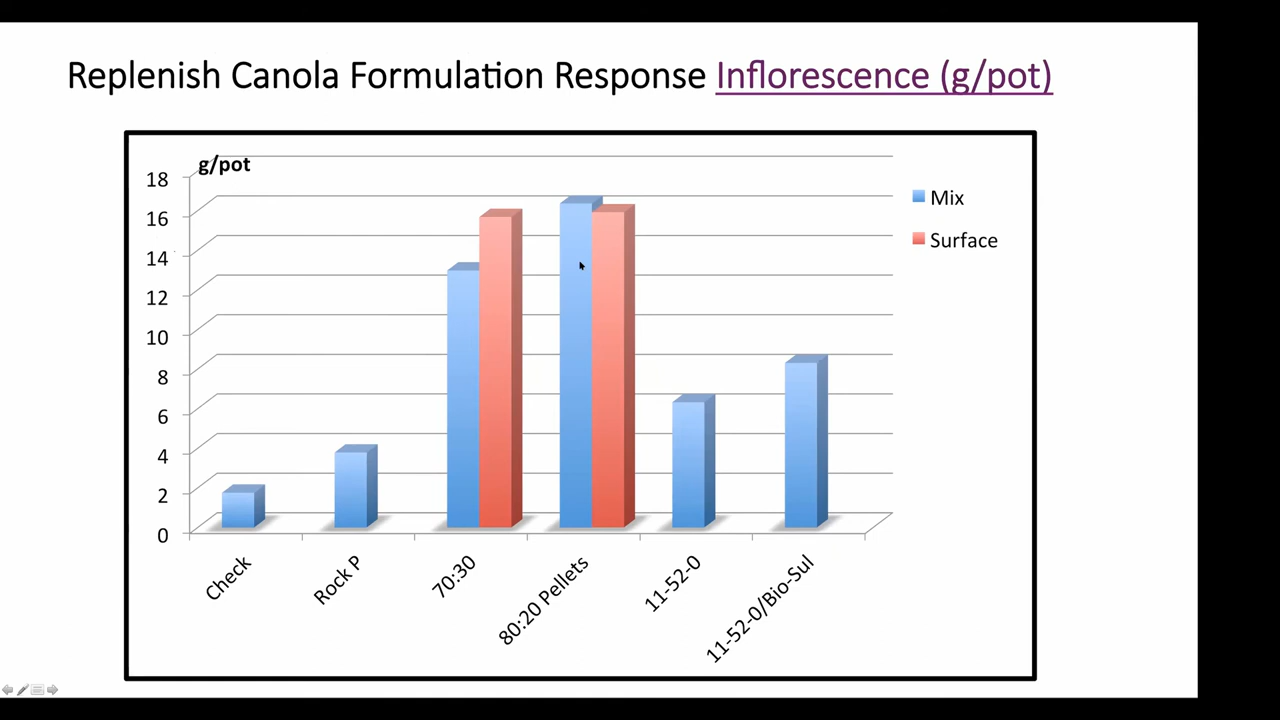 Replenish Canola Formulation Response Inflorescence (g/pot)
g/pot
18
16
14
12
10
8
6
4
2
0
Check
Rock P
70:30
80:20 Pellets
11-52-0
11-52-0/Bio-Sul
Mix
Surface